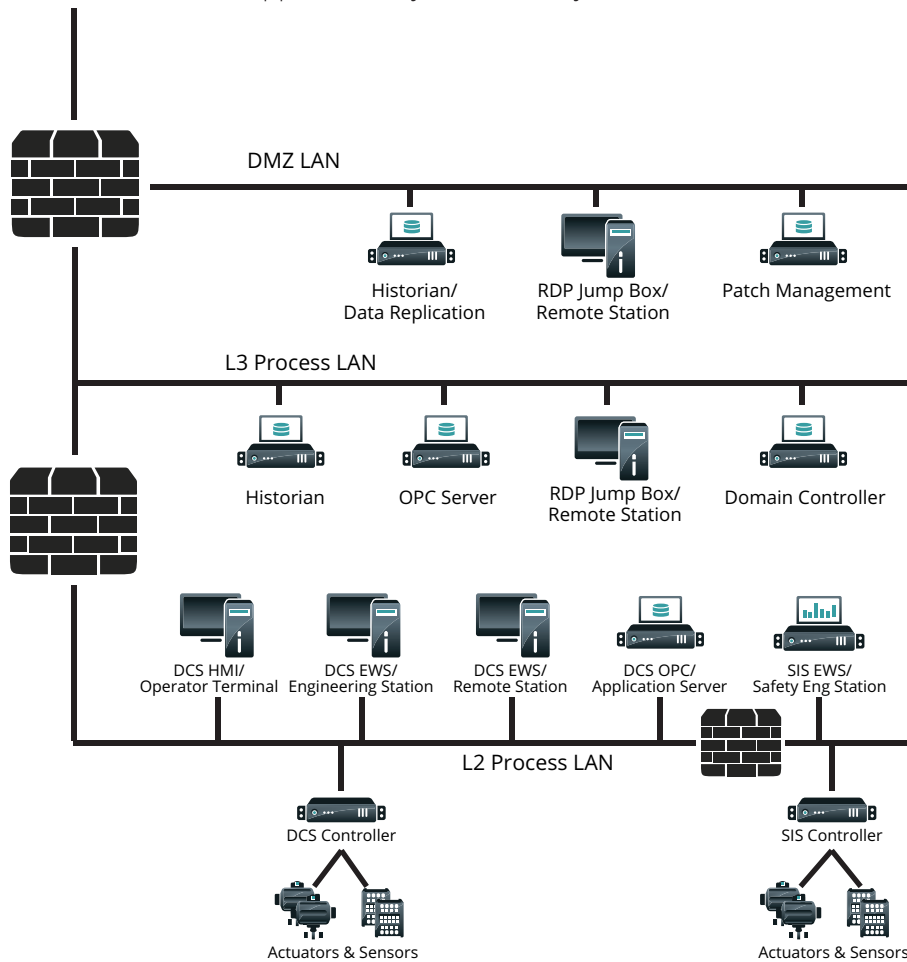 DMZ LAN
Historian/
Data Replication
RDP Jump Box/
Remote Station
Patch Management
L3 Process LAN
Historian
OPC Server
RDP Jump Box/
Remote Station
Domain Controller
DCS HMI/
Operator Terminal
DCS EWS/
Engineering Station
DCS EWS/
Remote Station
DCS OPC/
Application Server
SIS EWS/
Safety Eng Station
L2 Process LAN
DCS Controller
SIS Controller
Actuators & Sensors
Actuators & Sensors